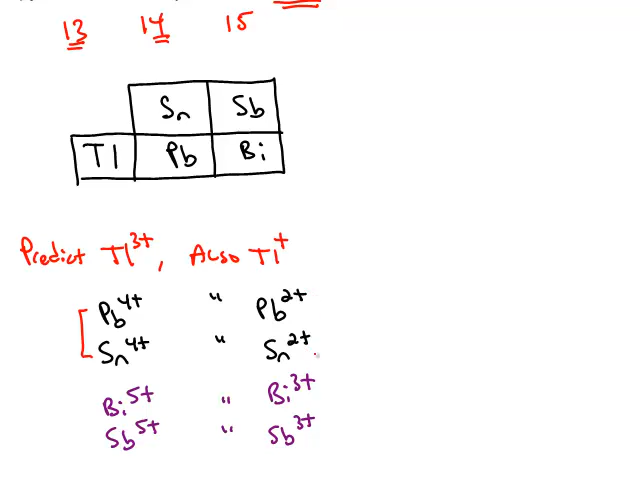 13 14 15
Sn Sb
Tl Pb Bi
Predict Tl³⁺, Also Tl⁺
Pb⁴⁺ " Pb²⁺
Sn⁴⁺ " Sn²⁺
Bi⁵⁺ " Bi³⁺
Sb⁵⁺ " Sb³⁺